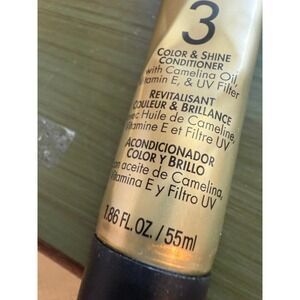 3
COLOR & SHINE
CONDITIONER
with Camelina Oil,
Vitamin E, & UV Filter
REVITALISANT
COULEUR & BRILLANCE
avec Huile de Cameline,
Vitamine E et Filtre UV
ACONDICIONADOR
COLOR Y BRILLO
con aceite de Camelina,
Vitamina E y Filtro UV
1.86 FL.OZ./55ml